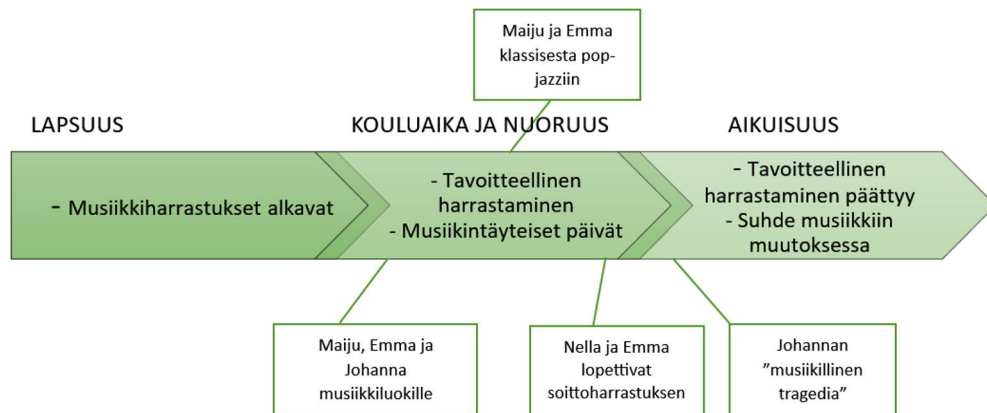 Maiju ja Emma
klassisesta pop-
jazziin
LAPSUUS
KOULUAIKA JA NUORUUS
AIKUISUUS
- Musiikkiharrastukset alkavat
- Tavoitteellinen
harrastaminen
- Musiikintäyteiset päivät
- Tavoitteellinen
harrastaminen päättyy
- Suhde musiikkiin
muutoksessa
Maiju, Emma ja
Johanna
musiikkiluokille
Nella ja Emma
lopettivat
soittoharrastuksen
Johannan
”musiikillinen
tragedia”